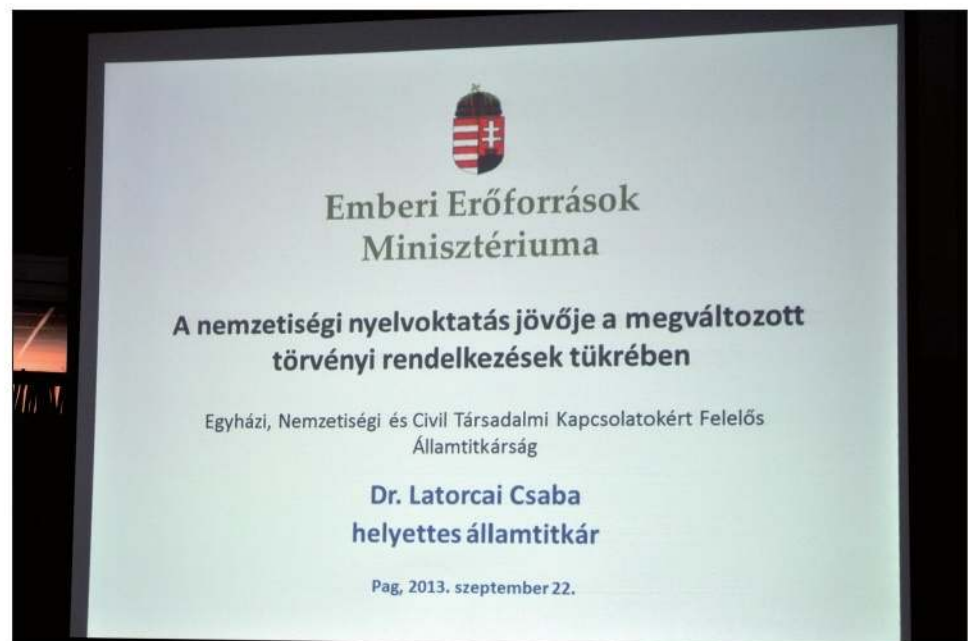 Emberi Erőforrások
Minisztériuma
A nemzetiségi nyelvoktatás jövője a megváltozott
törvényi rendelkezések tükrében
Egyházi, Nemzetiségi és Civil Társadalmi Kapcsolatokért Felelős
Államtitkárság
Dr. Latorcai Csaba
helyettes államtitkár
Pag, 2013. szeptember 22.